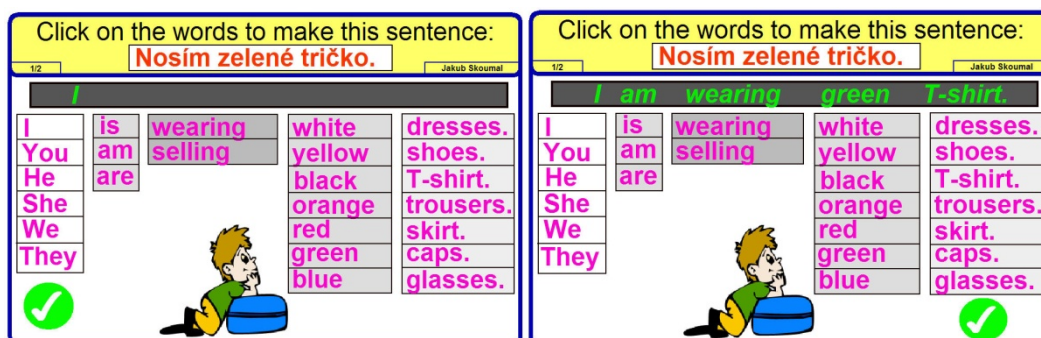 Click on the words to make this sentence:
Nosím zelené tričko.
1/2
Jakub Skoumal
I
I
You
He
She
We
They
is
am
are
wearing
selling
white
yellow
black
orange
red
green
blue
dresses.
shoes.
T-shirt.
trousers.
skirt.
caps.
glasses.
Click on the words to make this sentence:
Nosím zelené tričko.
1/2
Jakub Skoumal
I am wearing green T-shirt.
I
You
He
She
We
They
is
am
are
wearing
selling
white
yellow
black
orange
red
green
blue
dresses.
shoes.
T-shirt.
trousers.
skirt.
caps.
glasses.